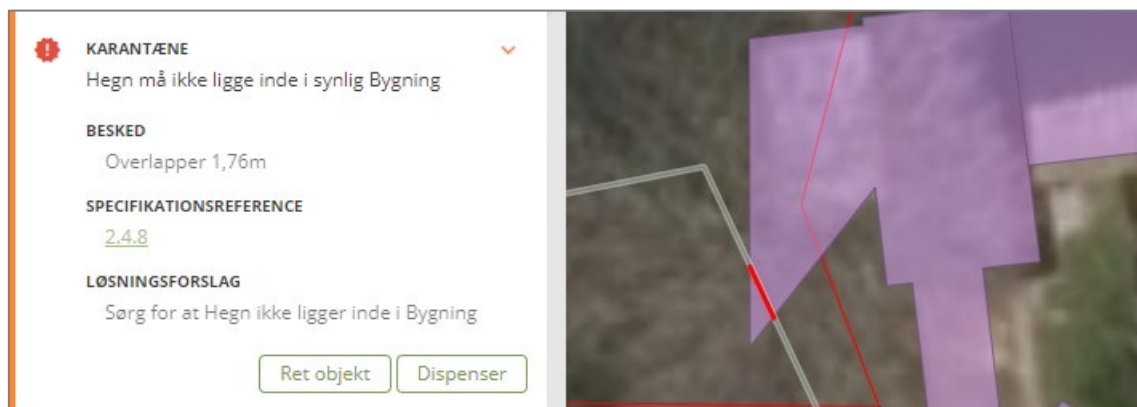 KARANTÆNE
Hegn må ikke ligge inde i synlig Bygning
BESKED
Overlapper 1,76m
SPECIFIKATIONSREFERENCE
2.4.8
LØSNINGSFORSLAG
Sørg for at Hegn ikke ligger inde i Bygning
Ret objekt
Dispenser